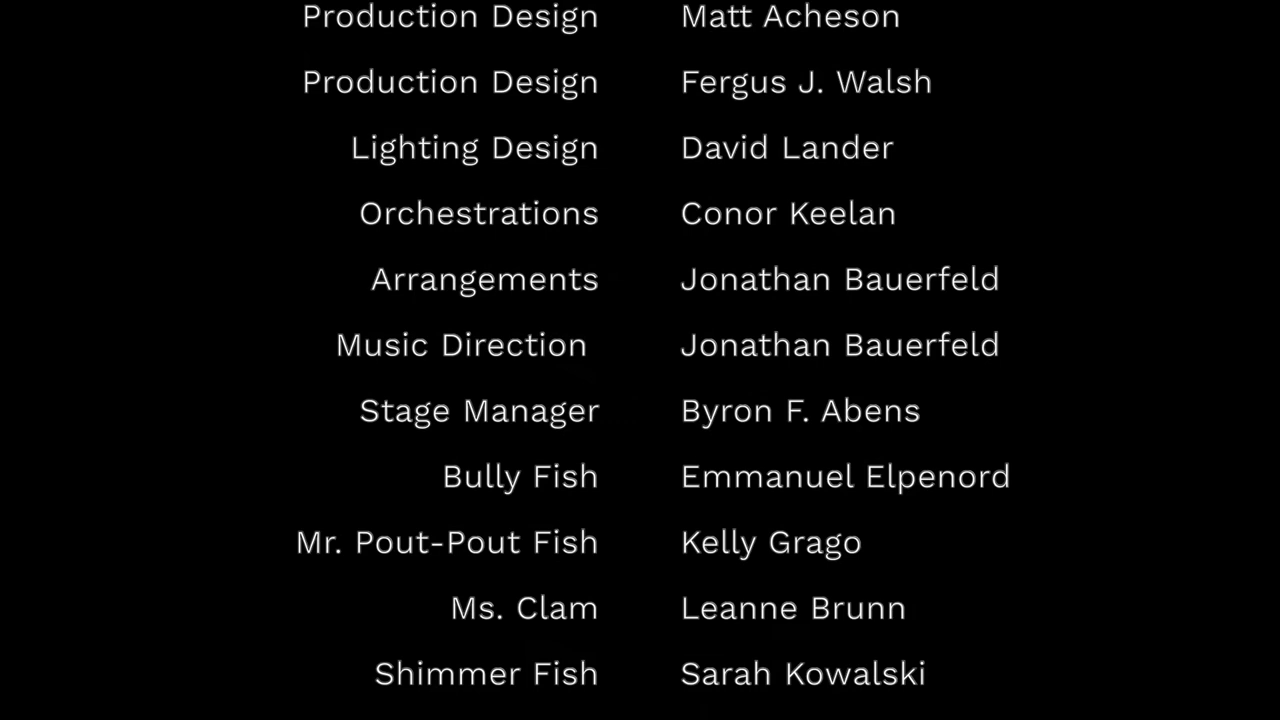 Production Design Matt Acheson
Production Design Fergus J. Walsh
Lighting Design David Lander
Orchestrations Conor Keelan
Arrangements Jonathan Bauerfeld
Music Direction Jonathan Bauerfeld
Stage Manager Byron F. Abens
Bully Fish Emmanuel Elpenord
Mr. Pout-Pout Fish Kelly Grago
Ms. Clam Leanne Brunn
Shimmer Fish Sarah Kowalski